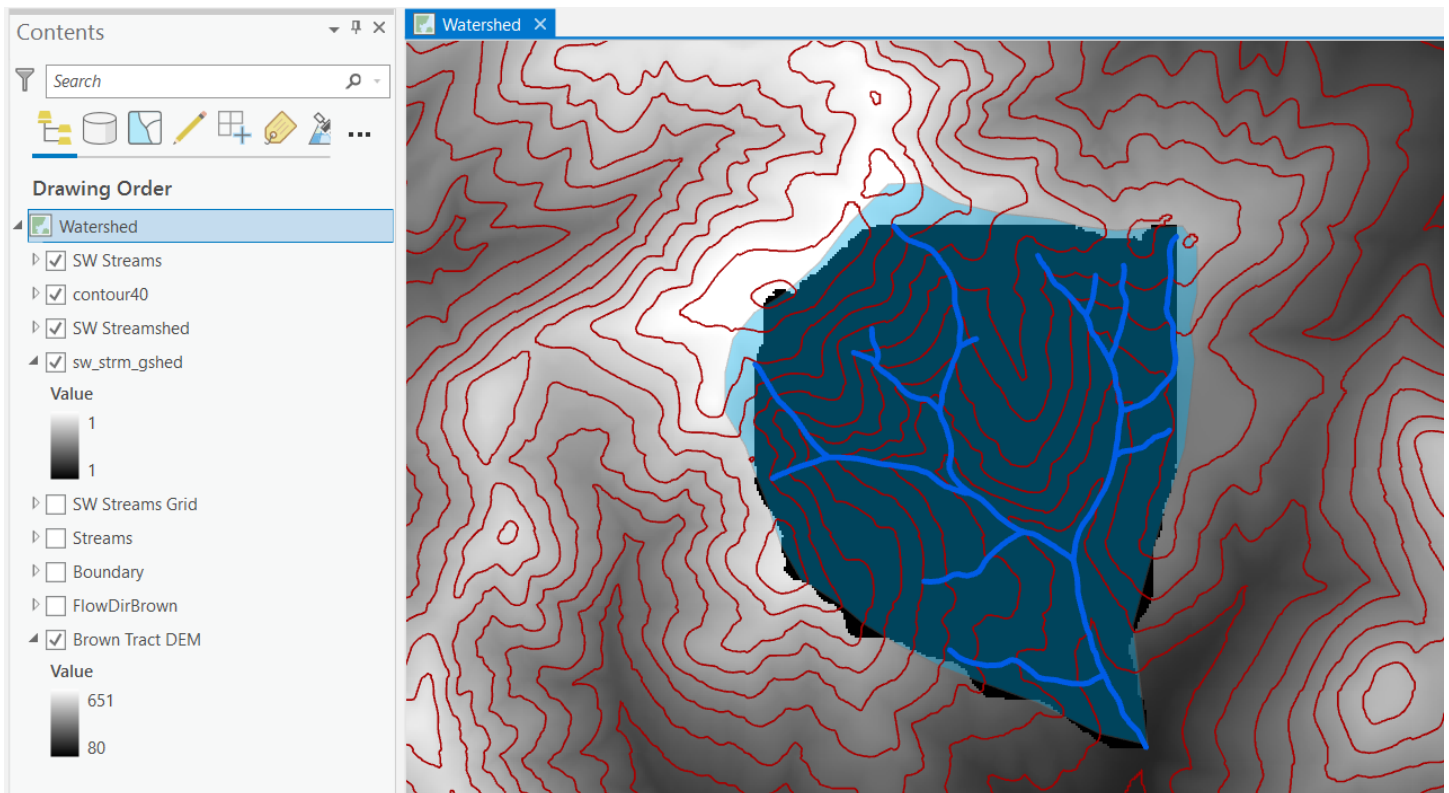 Contents
Search
Drawing Order
Watershed
SW Streams
contour40
SW Streamshed
sw_strm_gshed
Value
1
1
SW Streams Grid
Streams
Boundary
FlowDirBrown
Brown Tract DEM
Value
651
80
Watershed